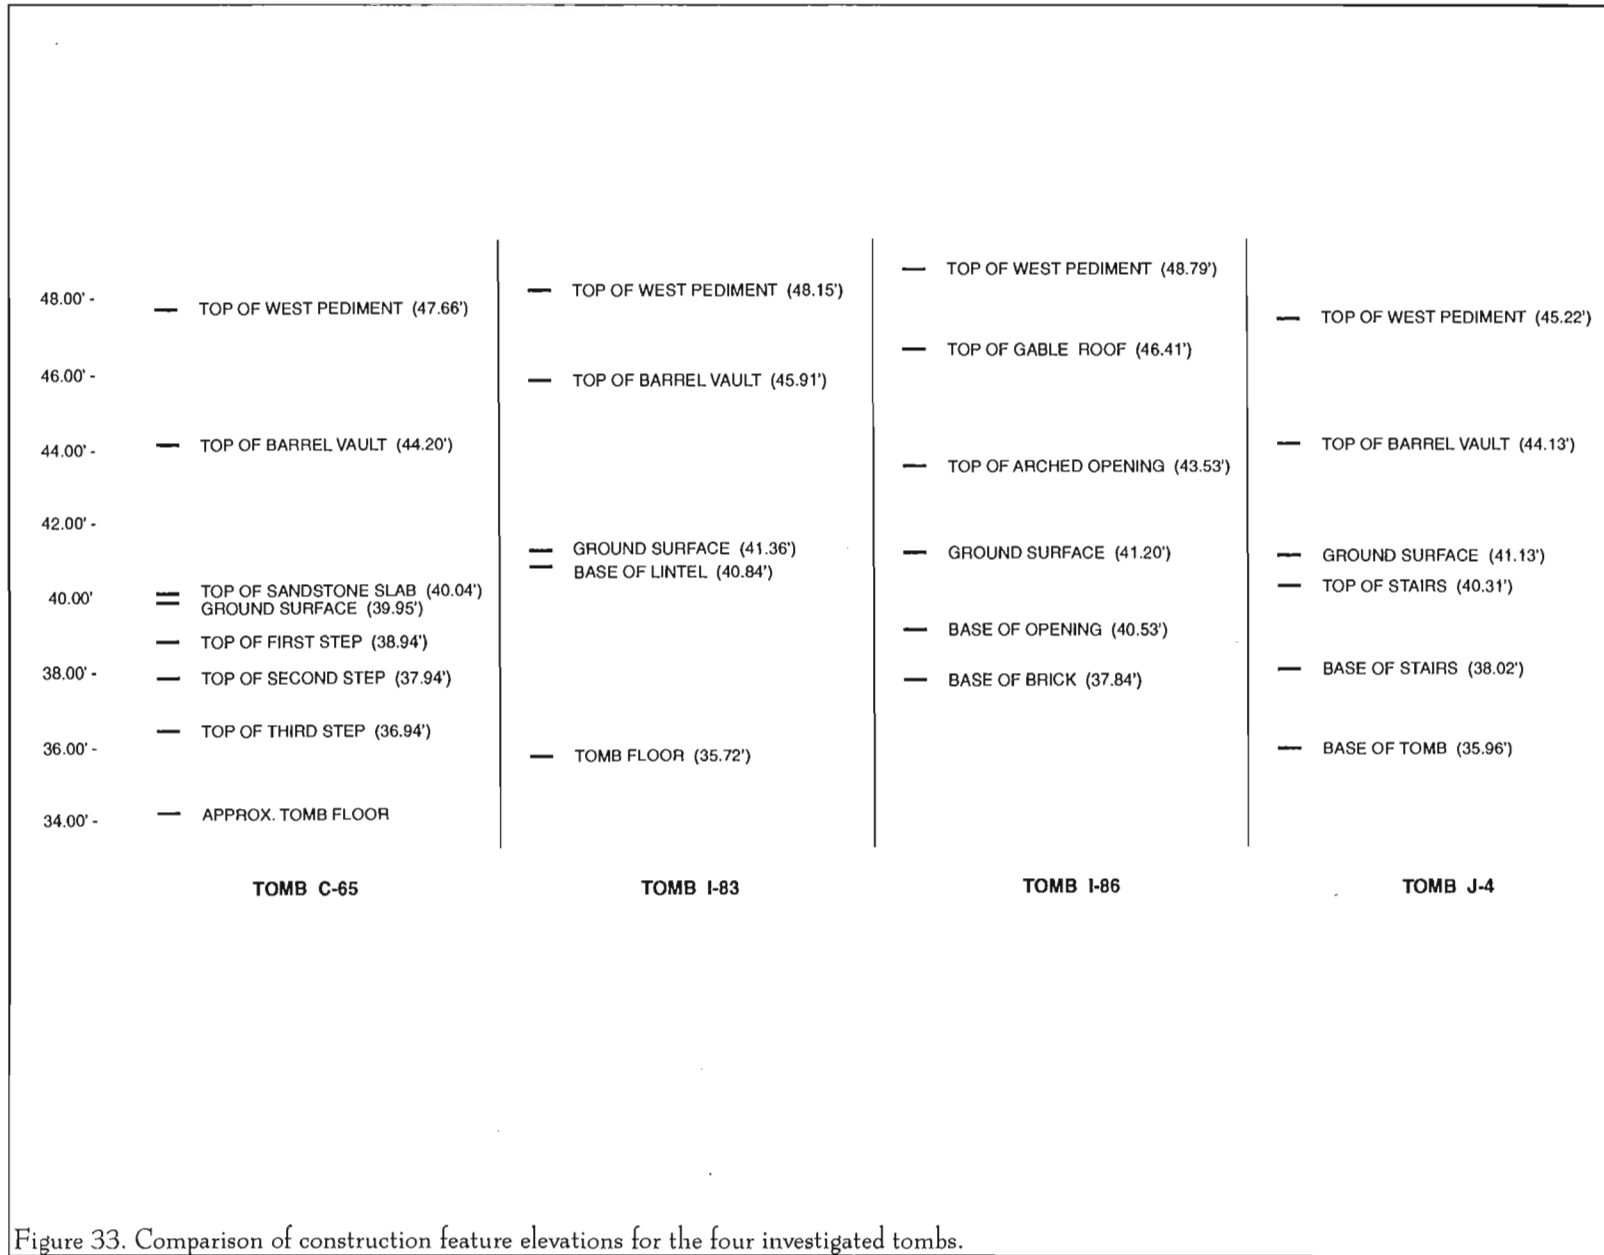 48.00' -
46.00' -
44.00' -
42.00' -
40.00'
38.00' -
36.00' -
34.00' -
TOP OF WEST PEDIMENT (47.66')
TOP OF BARREL VAULT (44.20')
TOP OF SANDSTONE SLAB (40.04')
GROUND SURFACE (39.95')
TOP OF FIRST STEP (38.94')
TOP OF SECOND STEP (37.94')
TOP OF THIRD STEP (36.94')
APPROX. TOMB FLOOR
TOMB C-65
TOP OF WEST PEDIMENT (48.15')
TOP OF BARREL VAULT (45.91')
GROUND SURFACE (41.36')
BASE OF LINTEL (40.84')
TOMB FLOOR (35.72')
TOMB I-83
TOP OF WEST PEDIMENT (48.79')
TOP OF GABLE ROOF (46.41')
TOP OF ARCHED OPENING (43.53')
GROUND SURFACE (41.20')
BASE OF OPENING (40.53')
BASE OF BRICK (37.84')
TOMB I-86
TOP OF WEST PEDIMENT (45.22')
TOP OF BARREL VAULT (44.13')
GROUND SURFACE (41.13')
TOP OF STAIRS (40.31')
BASE OF STAIRS (38.02')
BASE OF TOMB (35.96')
TOMB J-4
Figure 33. Comparison of construction feature elevations for the four investigated tombs.